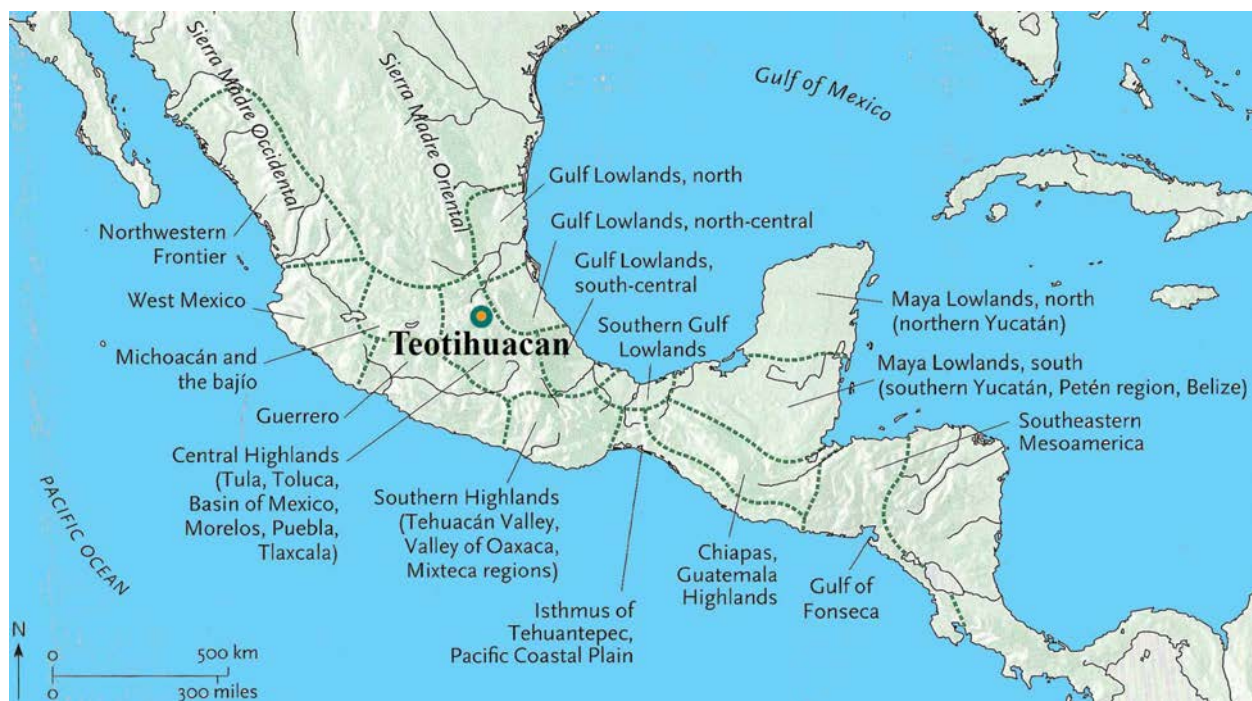 Sierra Madre Occidental
Sierra Madre Oriental
Gulf of Mexico
Gulf Lowlands, north
Gulf Lowlands, north-central
Gulf Lowlands,
south-central
Southern Gulf
Lowlands
Northwestern
Frontier
West Mexico
Teotihuacan
Michoacán and
the bajío
Guerrero
Central Highlands
(Tula, Toluca,
Basin of Mexico,
Morelos, Puebla,
Tlaxcala)
Southern Highlands
(Tehuacán Valley,
Valley of Oaxaca,
Mixteca regions)
Isthmus of
Tehuantepec,
Pacific Coastal Plain
Chiapas,
Guatemala
Highlands
Gulf of
Fonseca
Maya Lowlands, north
(northern Yucatán)
Maya Lowlands, south
(southern Yucatán, Petén region, Belize)
Southeastern
Mesoamerica
PACIFIC OCEAN
N
0 500 km
0 300 miles